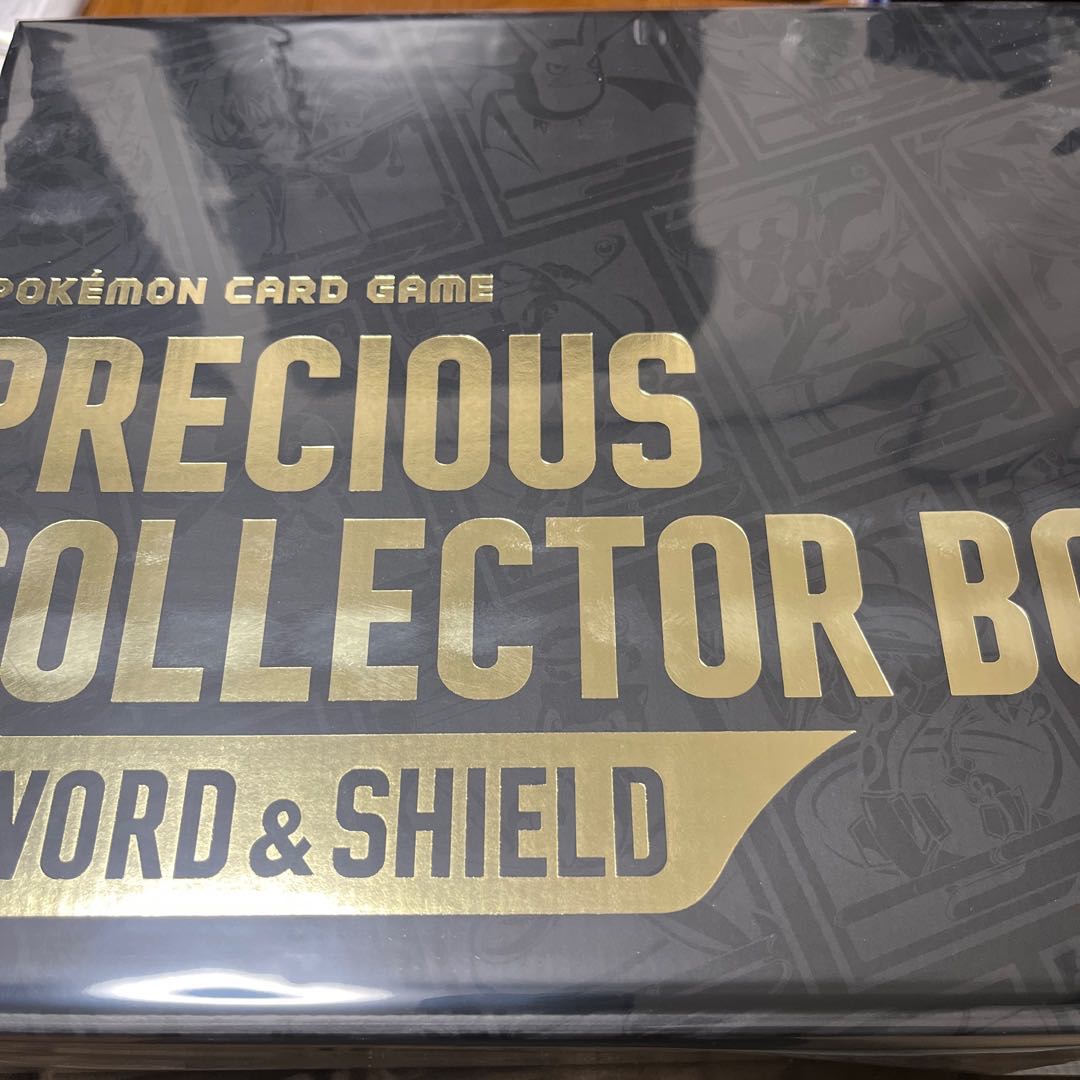 POKÉMON CARD GAME
PRECIOUS
COLLECTOR BO
WORD & SHIELD